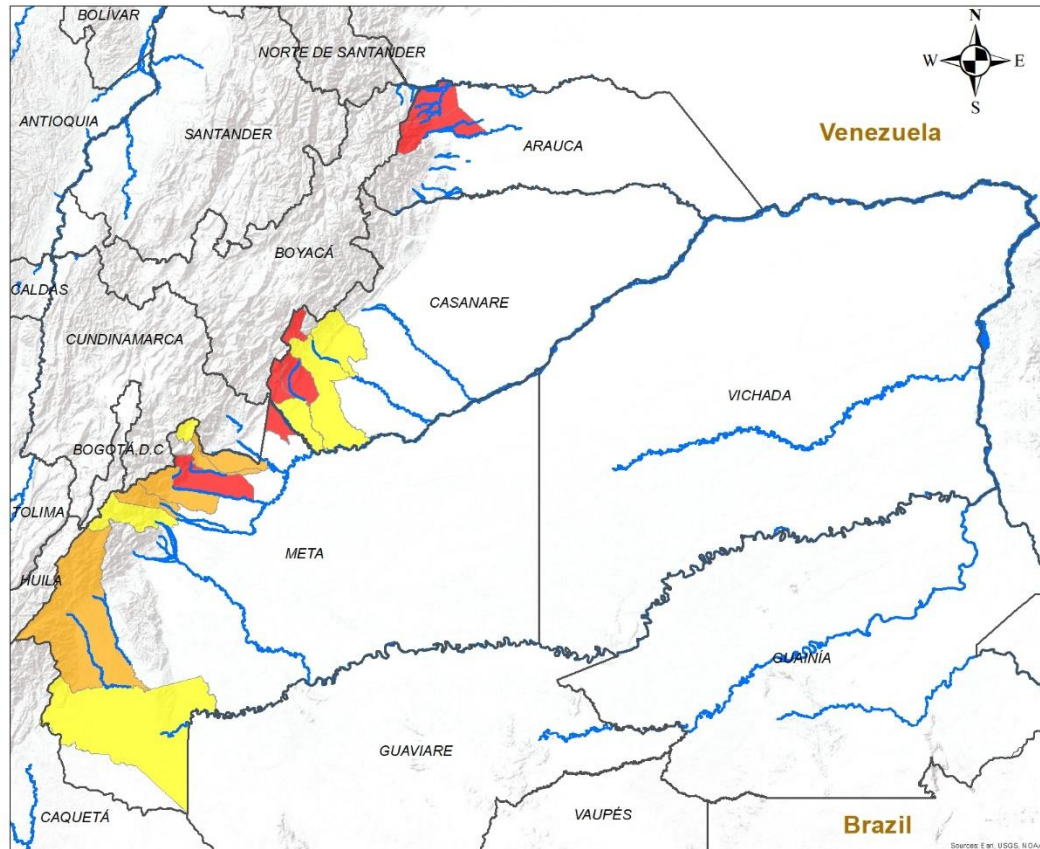 BOLÍVAR
NORTE DE SANTANDER
N
W E
S
ANTIOQUIA
SANTANDER
ARAUCA
Venezuela
BOYACÁ
CALDAS
CASANARE
CUNDINAMARCA
VICHADA
BOGOTÁ, D.C
TOLIMA
META
HUILA
GUAINÍA
GUAVIARE
CAQUETÁ
VAUPÉS
Brazil
Sources: Esri, USGS, NOAA